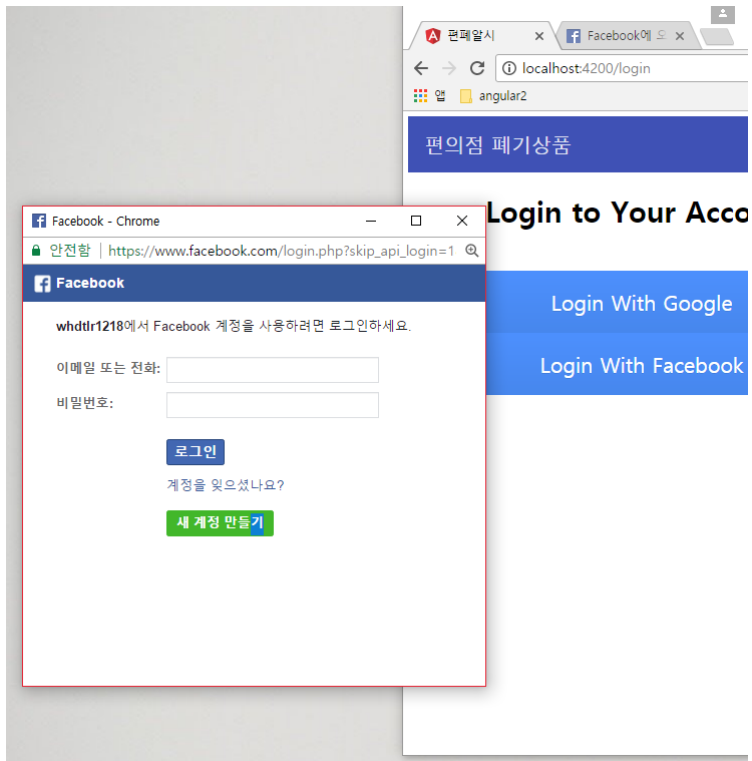 편폐알시
Facebook에 오
localhost:4200/login
앱
angular2
편의점 폐기상품
Login to Your Acco
Login With Google
Login With Facebook
Facebook - Chrome
안전함 | https://www.facebook.com/login.php?skip_api_login=1
Facebook
whdtlr1218에서 Facebook 계정을 사용하려면 로그인하세요.
이메일 또는 전화:
비밀번호:
로그인
계정을 잊으셨나요?
새 계정 만들기